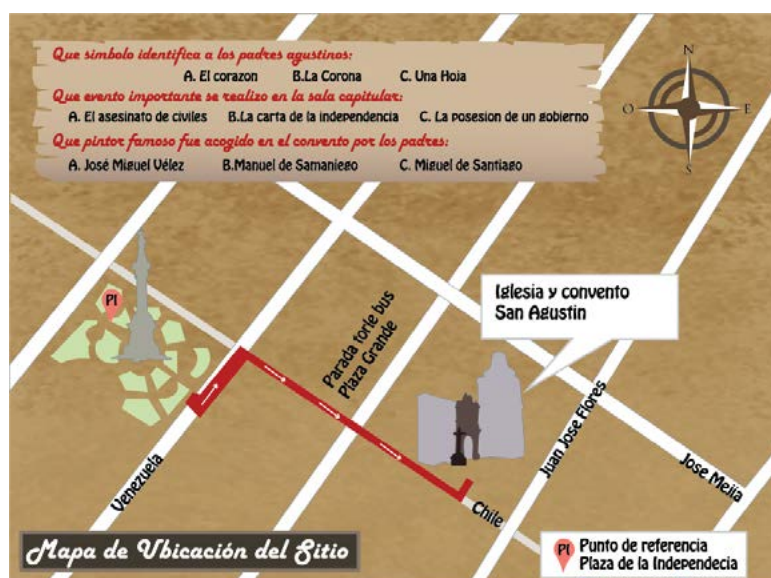 Que simbolo identifica a los padres agustinos:
A. El corazon B.La Corona C. Una Hoja
Que evento importante se realizo en la sala capitular:
A. El asesinato de civiles B.La carta de la independencia C. La posesion de un gobierno
Que pintor famoso fue acogido en el convento por los padres:
A. José Miguel Vélez B.Manuel de Samaniego C. Miguel de Santiago
N
O E
S
PI
Iglesia y convento
San Agustin
Parada torie bus
Plaza Grande
Venezuela
Juan Jose Flores
Jose Mejia
Chile
Mapa de Ubicación del Sitio
PI Punto de referencia
Plaza de la Independecia